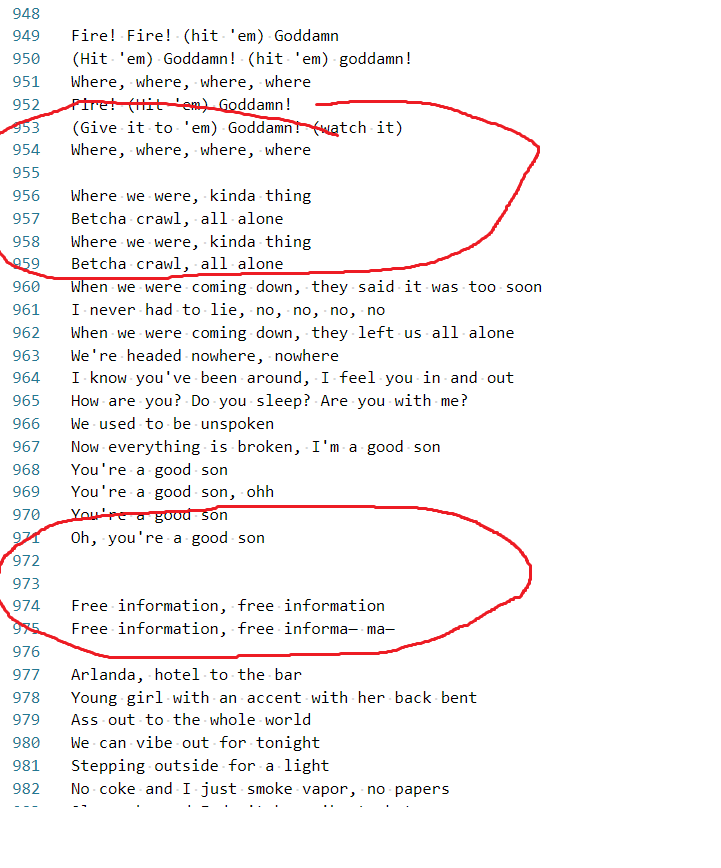 948
949 Fire! Fire! (hit 'em) Goddamn
950 (Hit 'em) Goddamn! (hit 'em) goddamn!
951 Where, where, where, where
952 Fire! (Hit 'em) Goddamn!
953 (Give it to 'em) Goddamn! (watch it)
954 Where, where, where, where
955
956 Where we were, kinda thing
957 Betcha crawl, all alone
958 Where we were, kinda thing
959 Betcha crawl, all alone
960 When we were coming down, they said it was too soon
961 I never had to lie, no, no, no, no
962 When we were coming down, they left us all alone
963 We're headed nowhere, nowhere
964 I know you've been around, I feel you in and out
965 How are you? Do you sleep? Are you with me?
966 We used to be unspoken
967 Now everything is broken, I'm a good son
968 You're a good son
969 You're a good son, ohh
970 You're a good son
971 Oh, you're a good son
972
973
974 Free information, free information
975 Free information, free informa— ma—
976
977 Arlanda, hotel to the bar
978 Young girl with an accent with her back bent
979 Ass out to the whole world
980 We can vibe out for tonight
981 Stepping outside for a light
982 No coke and I just smoke vapor, no papers